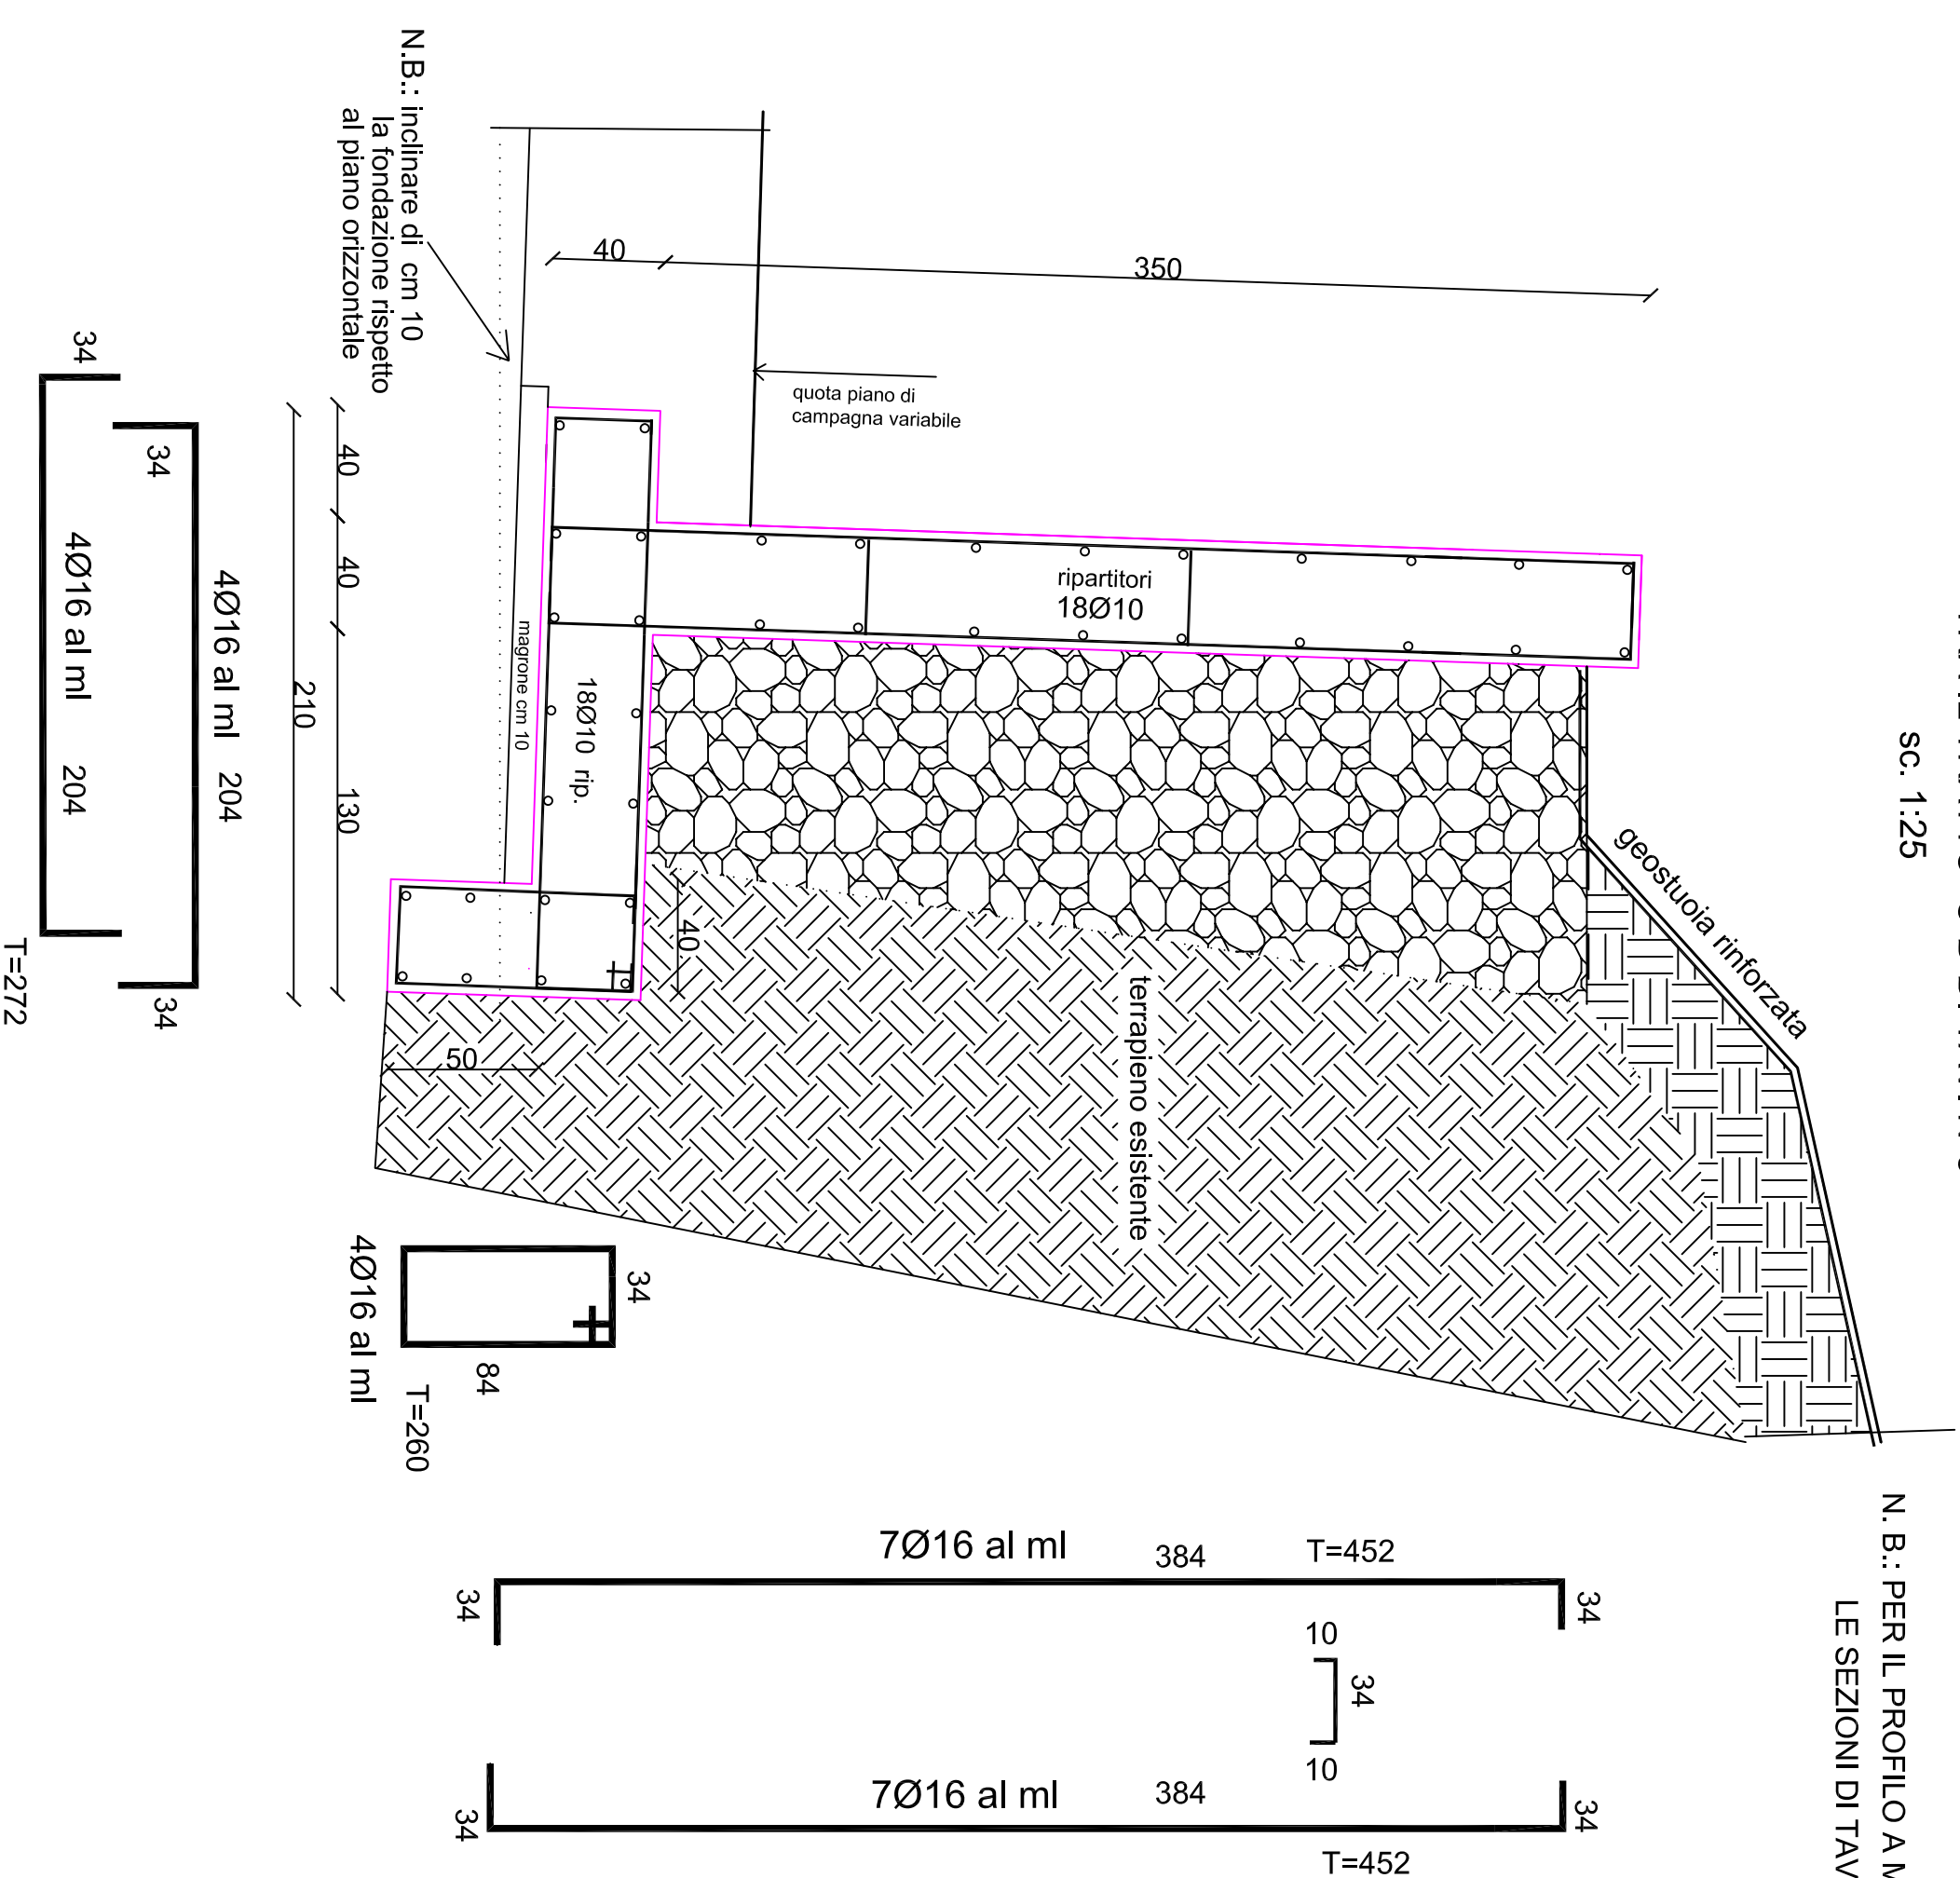 sc. 1:25
N.B.: inclinare di cm 10
la fondazione rispetto
al piano orizzontale
40
350
quota piano di
campagna variabile
ripartitori
18Ø10
18Ø10 rip.
magrone cm 10
40
40
130
210
40
50
geostuoia rinforzata
terrapieno esistente
34
4Ø16 al ml 204
34
4Ø16 al ml 204
34
T=272
34
84
4Ø16 al ml
T=260
7Ø16 al ml
384
T=452
34
34
10
34
10
7Ø16 al ml
384
34
34
T=452
N. B.: PER IL PROFILO A
LE SEZIONI DI TAV